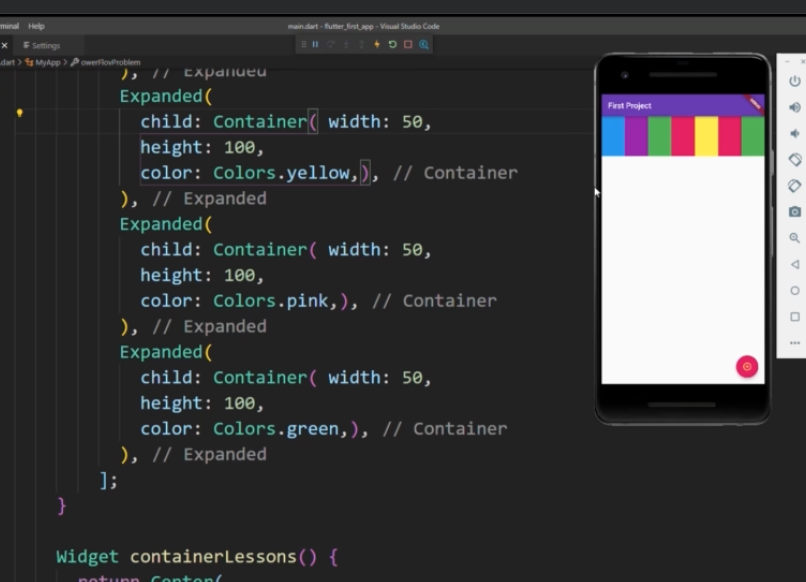 minal Help
main.dart - flutter_first_app - Visual Studio Code
Settings
.dart > MyApp > owerFlovProblem
), // Expanded
Expanded(
child: Container( width: 50,
height: 100,
color: Colors.yellow,), // Container
), // Expanded
Expanded(
child: Container( width: 50,
height: 100,
color: Colors.pink,), // Container
), // Expanded
Expanded(
child: Container( width: 50,
height: 100,
color: Colors.green,), // Container
), // Expanded
];
}
Widget containerLessons() {
return Center(
First Project